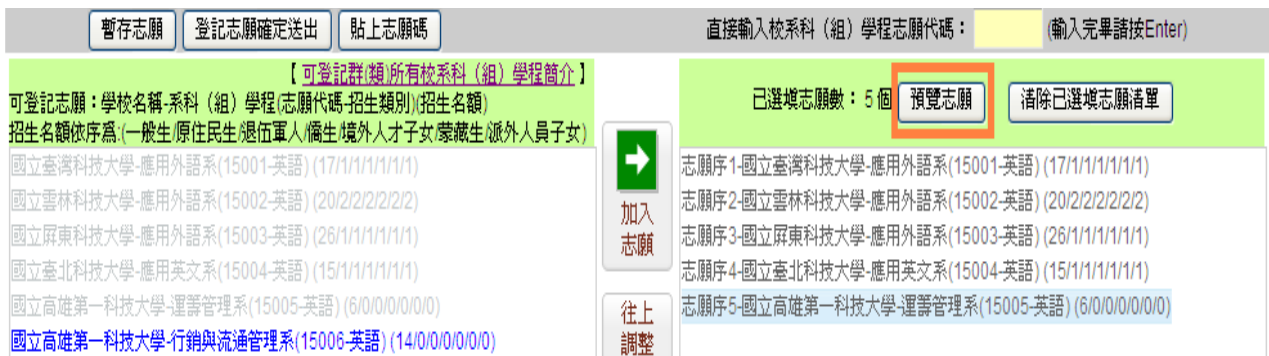 暫存志願 登記志願確定送出 貼上志願碼 直接輸入校系科（組）學程志願代碼： (輸入完畢請按Enter)
【可登記群(類)所有校系科（組）學程簡介】
可登記志願：學校名稱-系科（組）學程(志願代碼-招生類別)(招生名額)
招生名額依序為:(一般生/原住民生/退伍軍人/僑生/境外人才子女/蒙藏生/派外人員子女)
國立臺灣科技大學-應用外語系(15001-英語) (17/1/1/1/1/1/1)
國立雲林科技大學-應用外語系(15002-英語) (20/2/2/2/2/2/2)
國立屏東科技大學-應用外語系(15003-英語) (26/1/1/1/1/1/1)
國立臺北科技大學-應用英文系(15004-英語) (15/1/1/1/1/1/1)
國立高雄第一科技大學-運籌管理系(15005-英語) (6/0/0/0/0/0/0)
國立高雄第一科技大學-行銷與流通管理系(15006-英語) (14/0/0/0/0/0/0)
加入
志願
往上
調整
已選填志願數：5個 預覽志願 清除已選填志願清單
志願序1-國立臺灣科技大學-應用外語系(15001-英語) (17/1/1/1/1/1/1)
志願序2-國立雲林科技大學-應用外語系(15002-英語) (20/2/2/2/2/2/2)
志願序3-國立屏東科技大學-應用外語系(15003-英語) (26/1/1/1/1/1/1)
志願序4-國立臺北科技大學-應用英文系(15004-英語) (15/1/1/1/1/1/1)
志願序5-國立高雄第一科技大學-運籌管理系(15005-英語) (6/0/0/0/0/0/0)